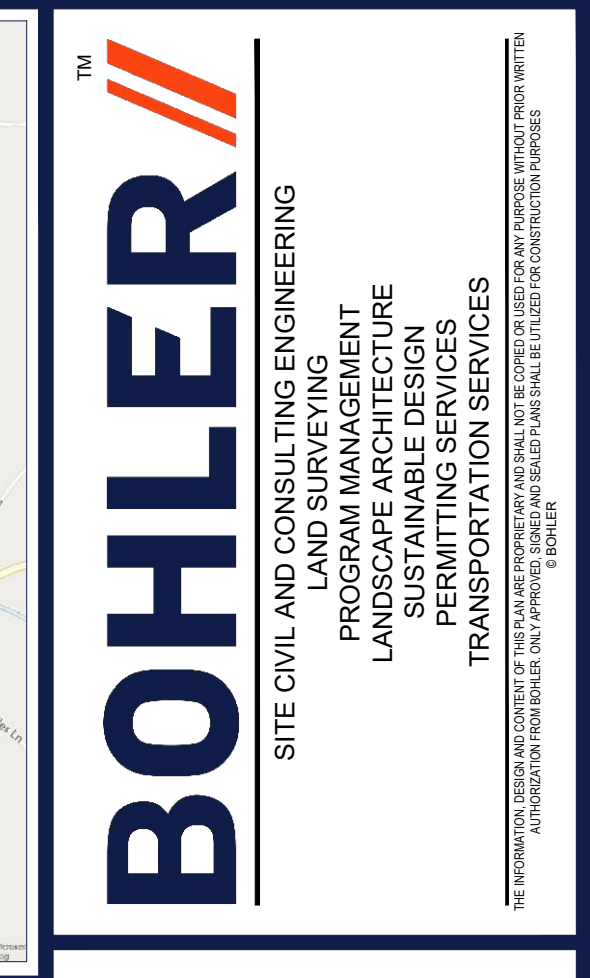 BOHLER //
TM
SITE CIVIL AND CONSULTING ENGINEERING
LAND SURVEYING
PROGRAM MANAGEMENT
LANDSCAPE ARCHITECTURE
SUSTAINABLE DESIGN
PERMITTING SERVICES
TRANSPORTATION SERVICES
THE INFORMATION, DESIGN AND CONTENT OF THIS PLAN ARE PROPRIETARY AND SHALL NOT BE COPIED OR USED FOR ANY PURPOSE WITHOUT PRIOR WRITTEN
AUTHORIZATION FROM BOHLER. ONLY APPROVED, SIGNED AND SEALED PLANS SHALL BE UTILIZED FOR CONSTRUCTION PURPOSES
© BOHLER
Ln